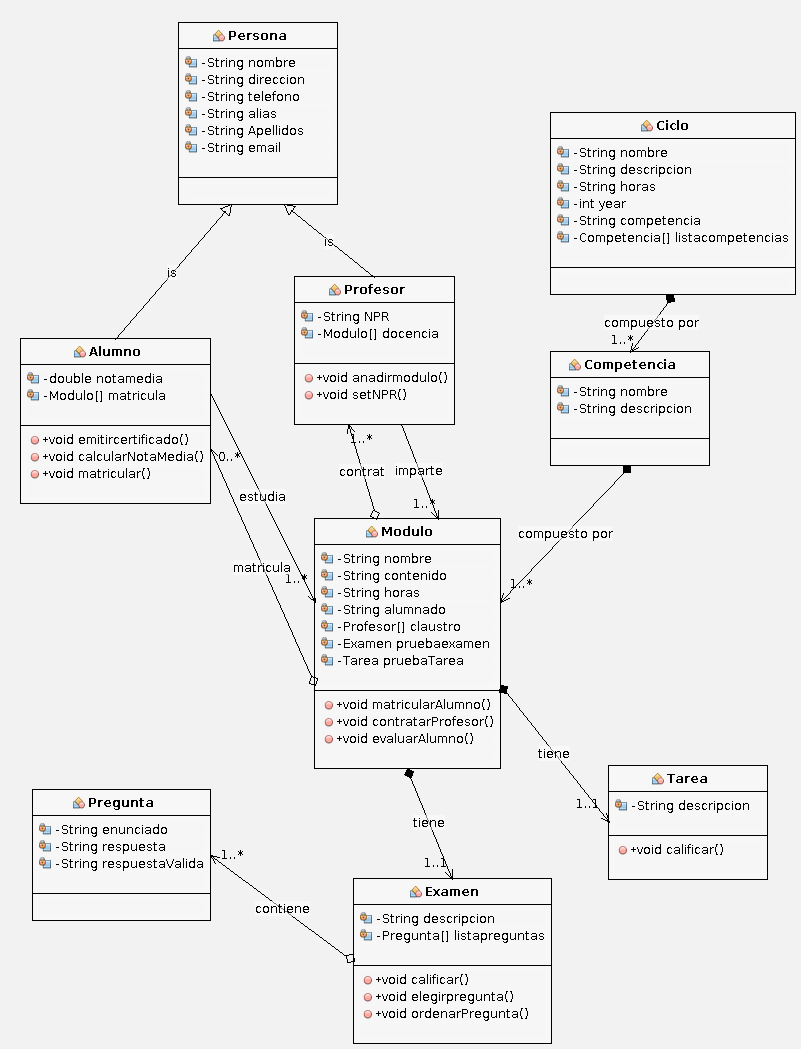 Persona
-String nombre
-String direccion
-String telefono
-String alias
-String Apellidos
-String email
Ciclo
-String nombre
-String descripcion
-String horas
-int year
-String competencia
-Competencia[] listacompetencias
is
is
Profesor
-String NPR
-Modulo[] docencia
+void anadirmodulo()
+void setNPR()
compuesto por
1..*
Alumno
-double notamedia
-Modulo[] matricula
+void emitircertificado()
+void calcularNotaMedia()
+void matricular()
Competencia
-String nombre
-String descripcion
1..*
0..*
contrat
imparte
estudia
1..*
matricula
1..*
compuesto por
1..*
Modulo
-String nombre
-String contenido
-String horas
-String alumnado
-Profesor[] claustro
-Examen pruebaexamen
-Tarea pruebaTarea
+void matricularAlumno()
+void contratarProfesor()
+void evaluarAlumno()
tiene
1..1
Tarea
-String descripcion
+void calificar()
tiene
1..1
Pregunta
-String enunciado
-String respuesta
-String respuestaValida
1..*
contiene
Examen
-String descripcion
-Pregunta[] listapreguntas
+void calificar()
+void elegirpregunta()
+void ordenarPregunta()